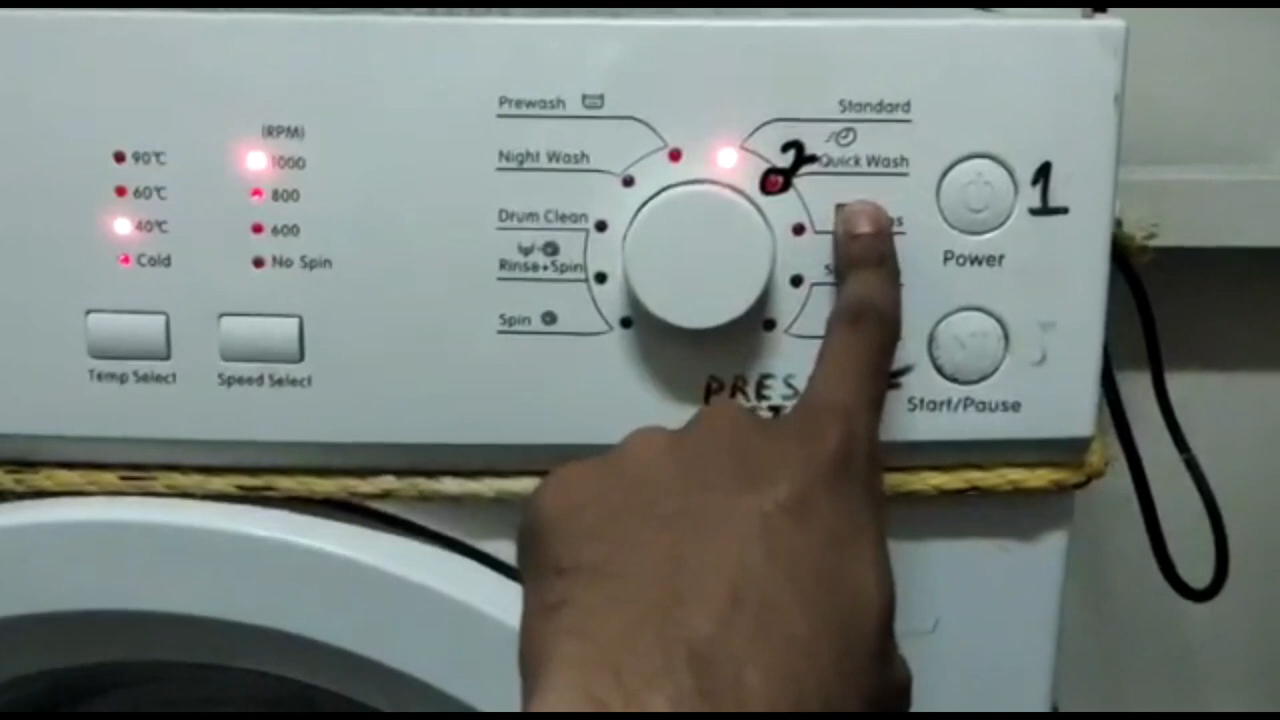 Prewash
Standard
(RPM)
90°C
1000
Night Wash
2
Quick Wash
1
60°C
800
Drum Clean
40°C
600
Rinse+Spin
Cold
No Spin
Power
Spin
Temp Select
Speed Select
Start/Pause